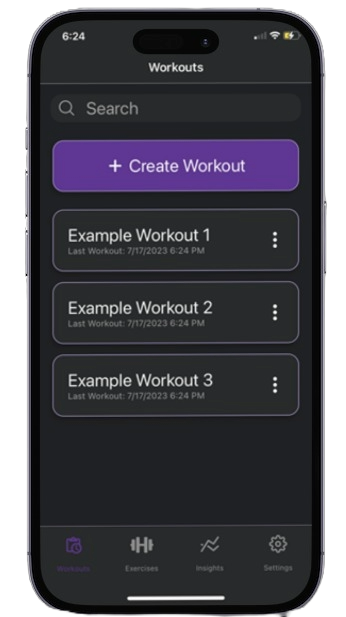 6:24
Workouts
Search
+ Create Workout
Example Workout 1
Last Workout: 7/17/2023 6:24 PM
Example Workout 2
Last Workout: 7/17/2023 6:24 PM
Example Workout 3
Last Workout: 7/17/2023 6:24 PM
Workouts Exercises Insights Settings